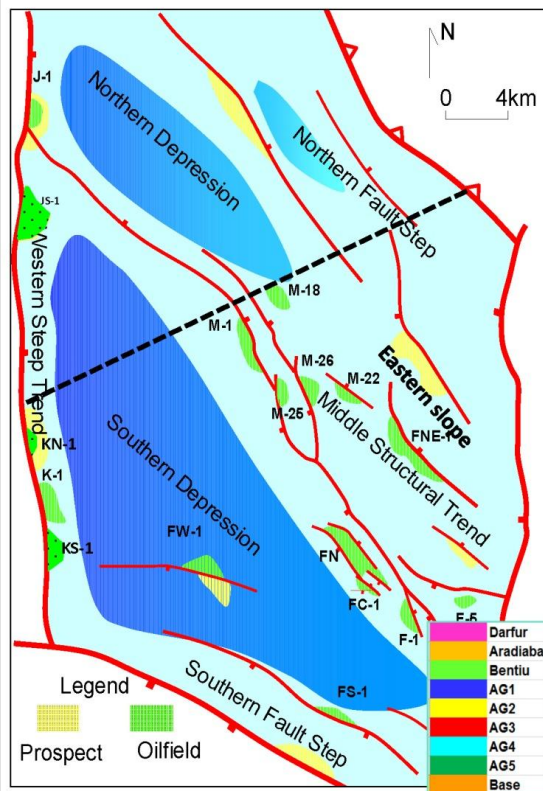 N
0 4km
J-1
Northern Depression
Northern Fault Step
JS-1
Western Steep Trend
M-18
M-1
M-26
M-22
M-25
Eastern slope
Middle Structural Trend
FNE-1
KN-1
K-1
KS-1
Southern Depression
FW-1
FN
FC-1
F-1
F-5
FS-1
Southern Fault Step
Legend
Prospect
Oilfield
Darfur
Aradiaba
Bentiu
AG1
AG2
AG3
AG4
AG5
Base